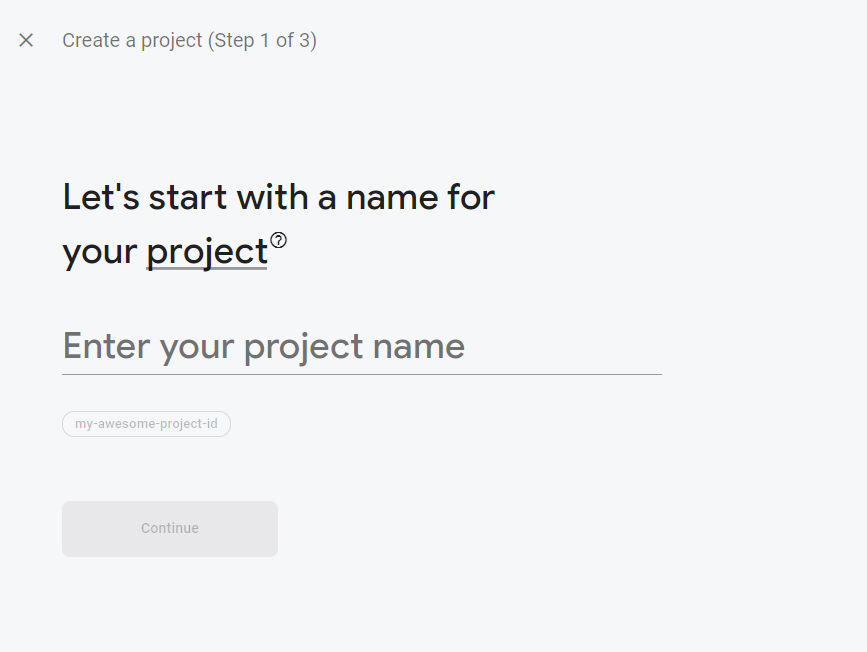 Create a project (Step 1 of 3)
Let's start with a name for
your project
Enter your project name
my-awesome-project-id
Continue